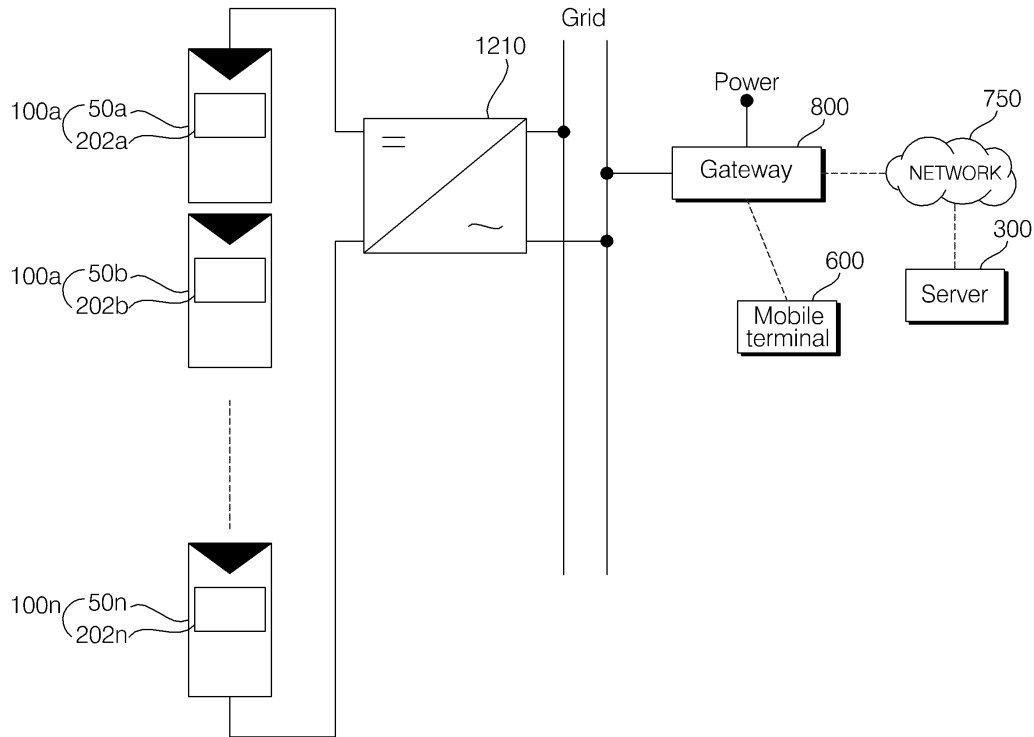 Grid
1210
Power
800
750
100a
50a
202a
Gateway
NETWORK
100a
50b
202b
600
300
Mobile
terminal
Server
100n
50n
202n